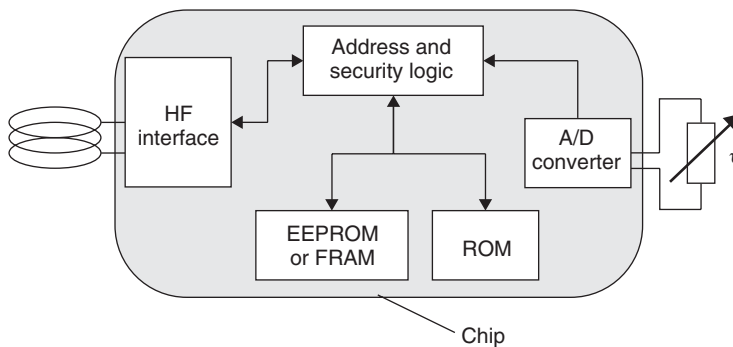 Address and
security logic
HF
interface
A/D
converter
EEPROM
or FRAM
ROM
Chip